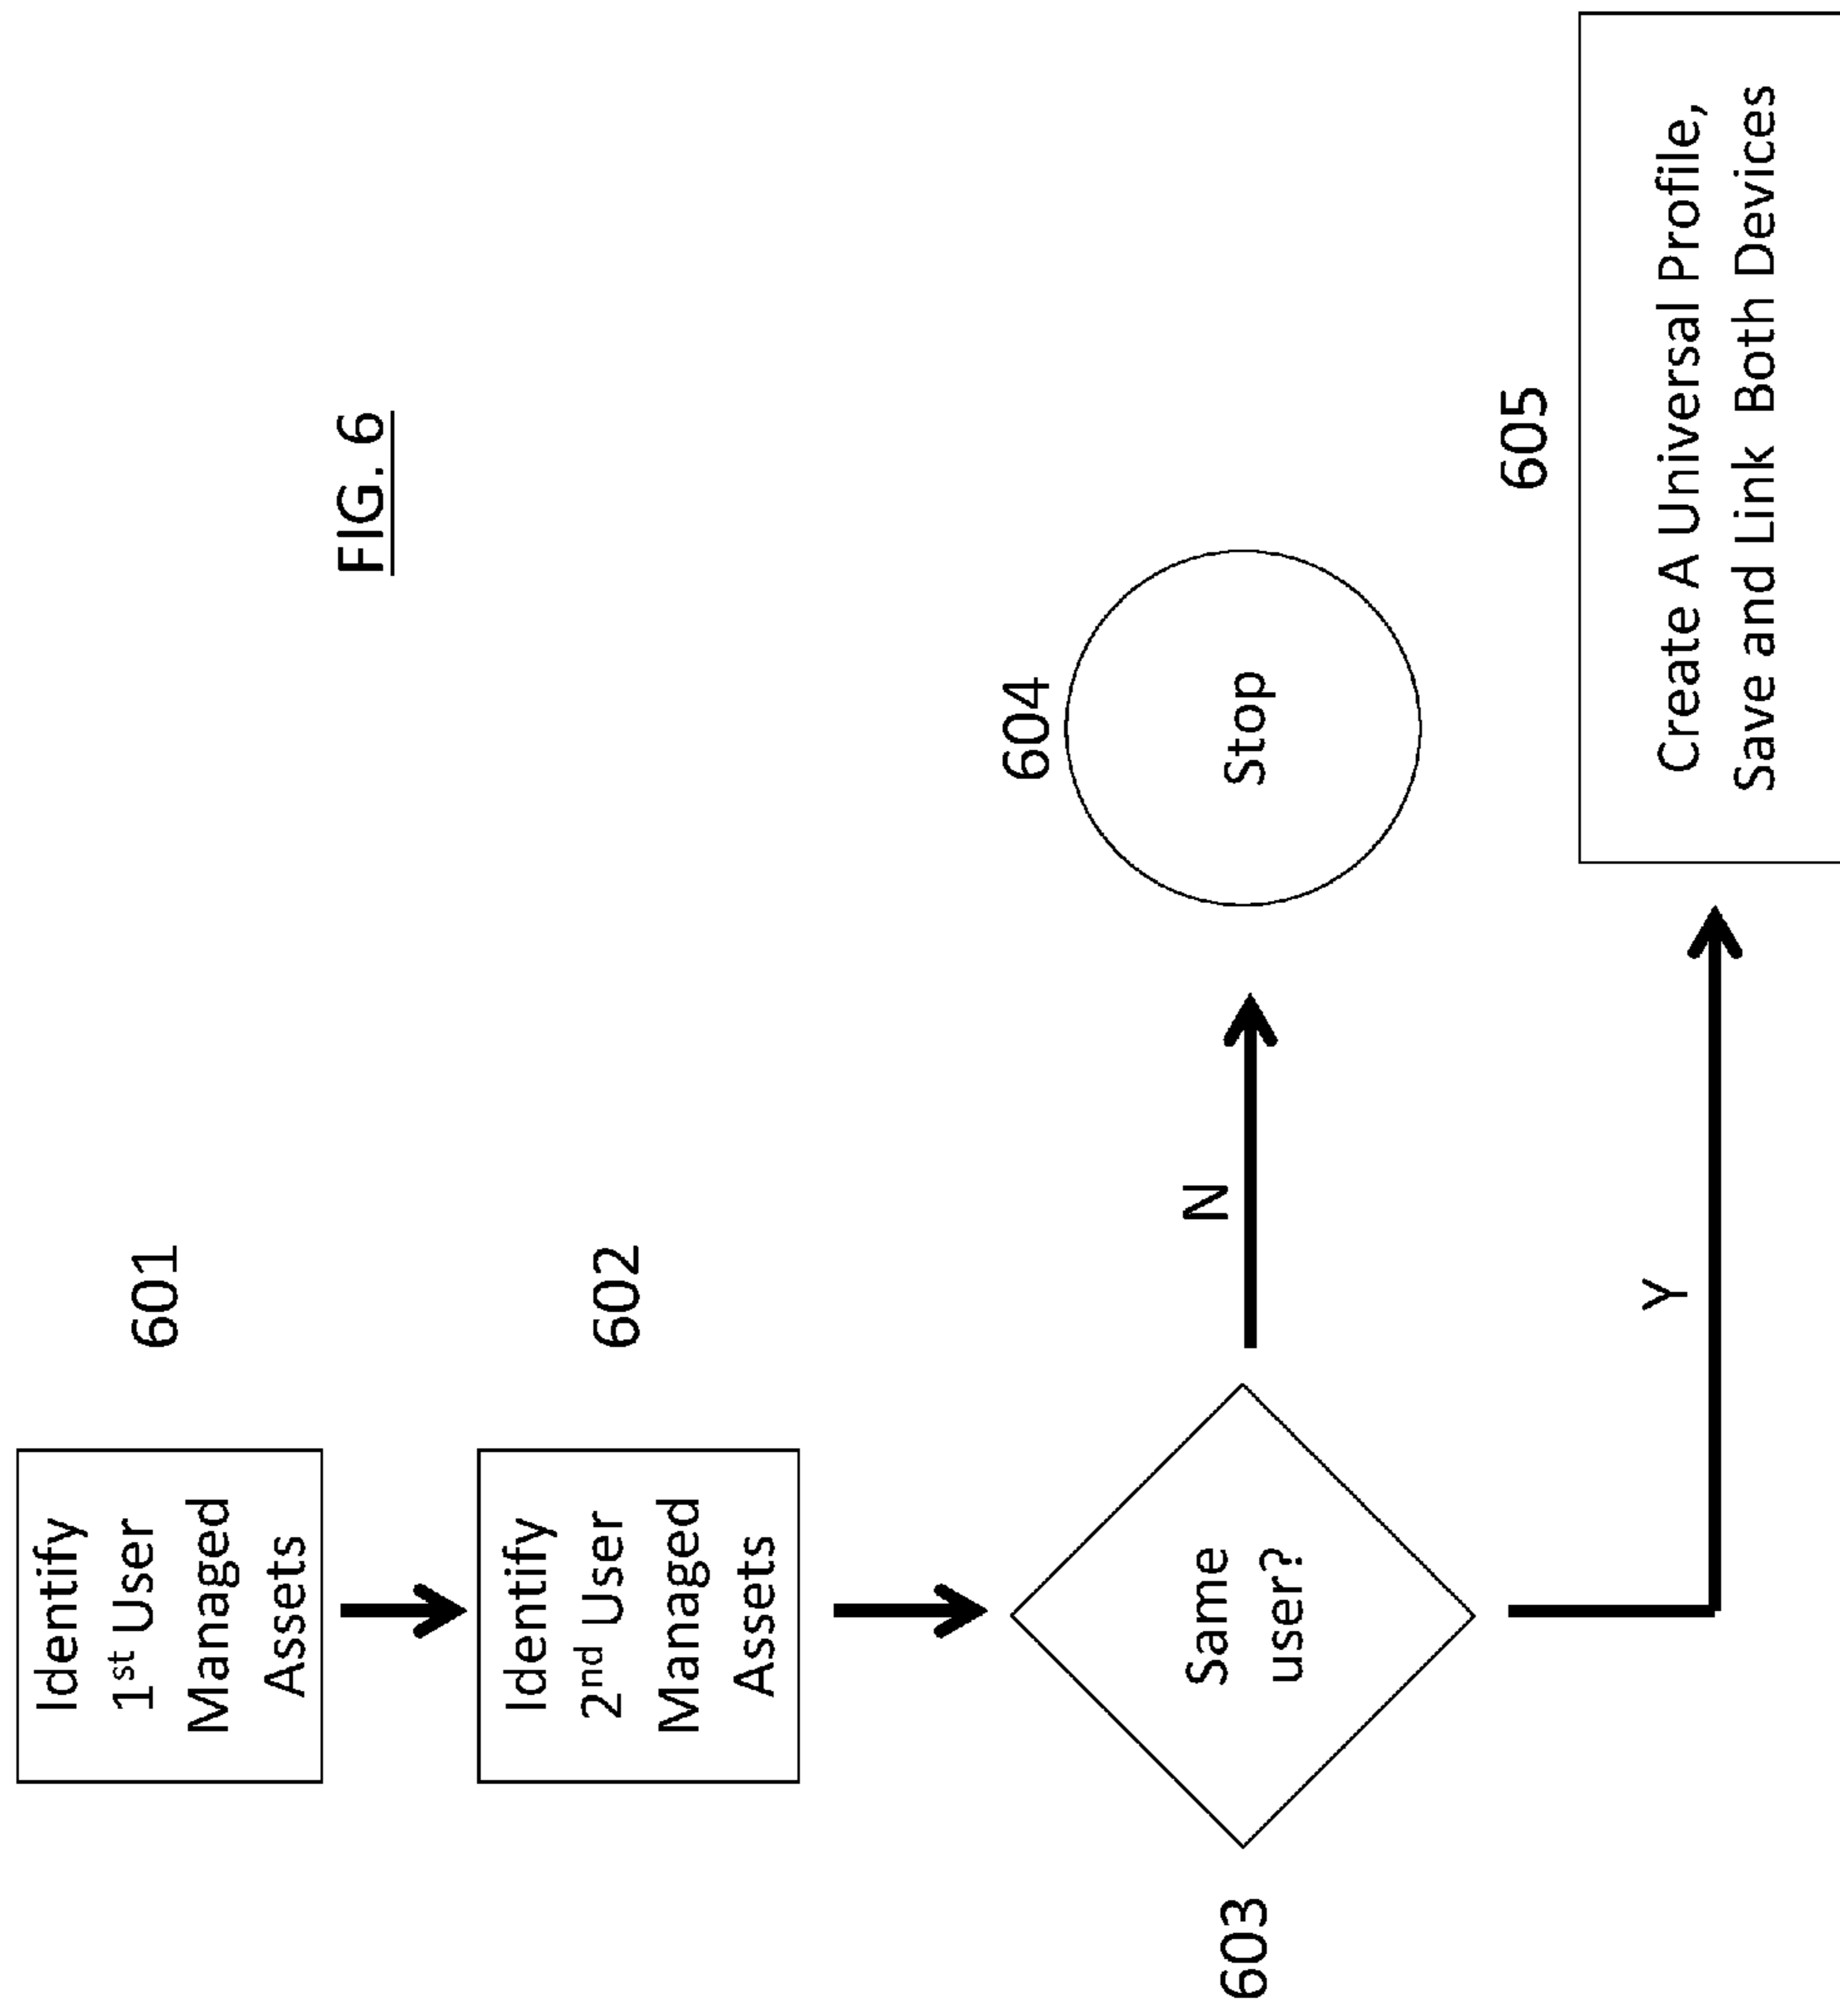 FIG. 6
Identify
1st User
Managed
Assets
601
Identify
2nd User
Managed
Assets
602
603
Same
user?
N
604
Stop
Y
605
Create A Universal Profile,
Save and Link Both Devices